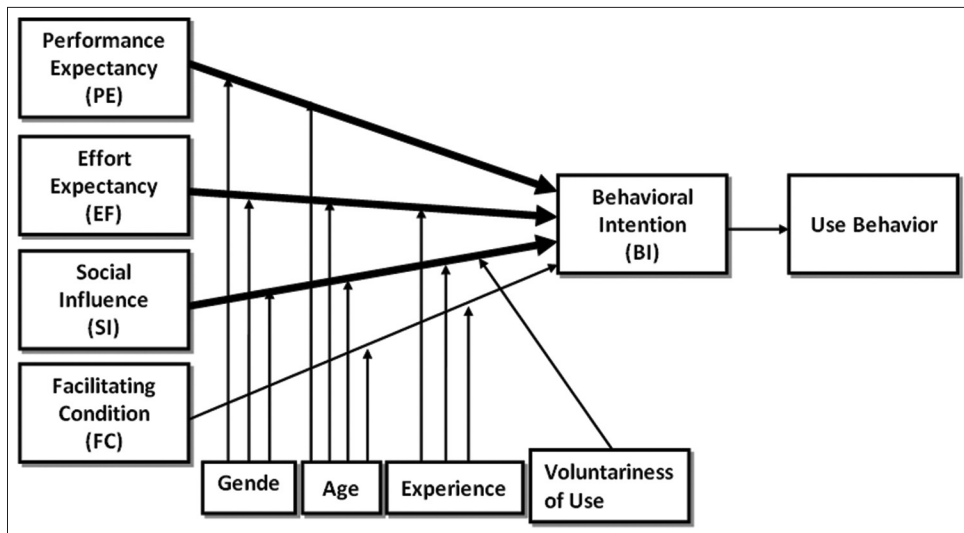 Performance
Expectancy
(PE)
Effort
Expectancy
(EF)
Social
Influence
(SI)
Facilitating
Condition
(FC)
Behavioral
Intention
(BI)
Use Behavior
Gende
Age
Experience
Voluntariness
of Use